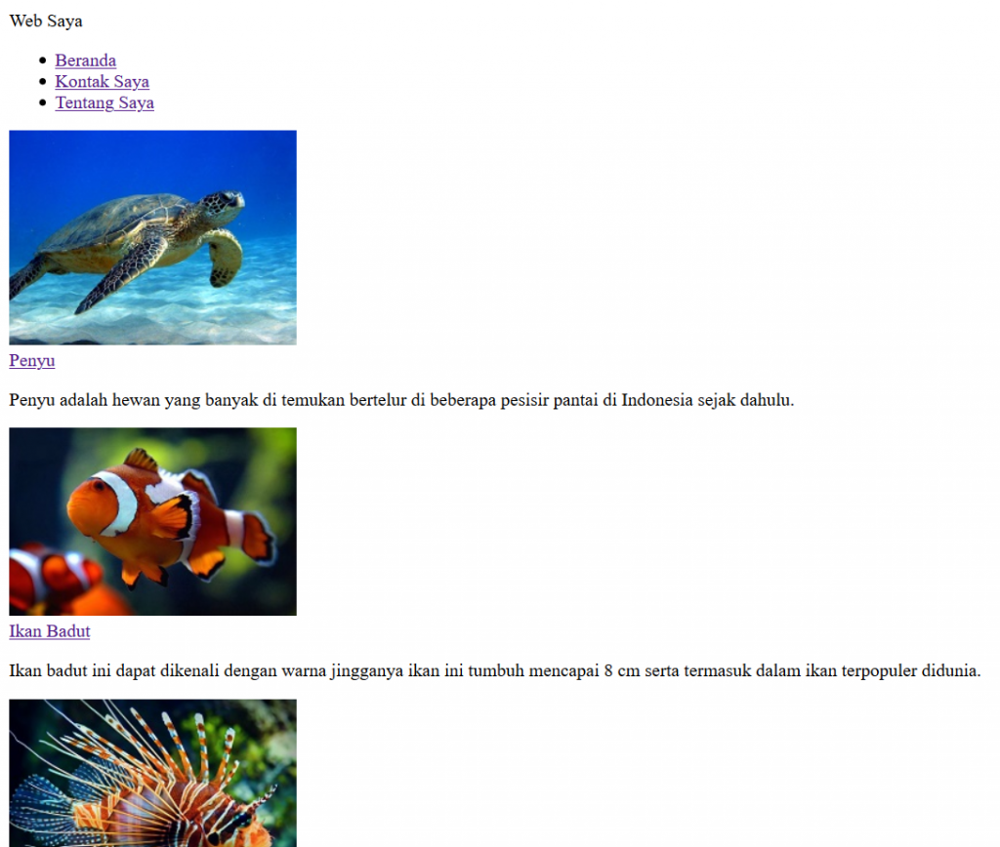 Web Saya
Beranda
Kontak Saya
Tentang Saya
Penyu
Penyu adalah hewan yang banyak di temukan bertelur di beberapa pesisir pantai di Indonesia sejak dahulu.
Ikan Badut
Ikan badut ini dapat dikenali dengan warna jingganya ikan ini tumbuh mencapai 8 cm serta termasuk dalam ikan terpopuler didunia.